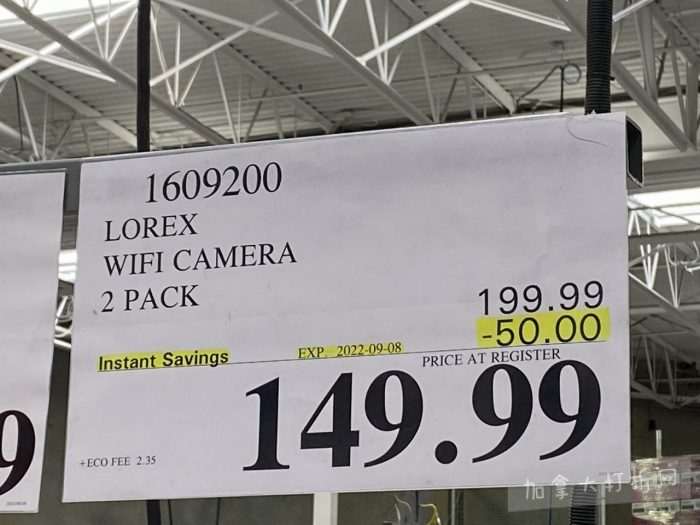 1609200
LOREX
WIFI CAMERA
2 PACK
199.99
-50.00
Instant Savings
EXP. 2022-09-08
PRICE AT REGISTER
149.99
+ECO FEE 2.35
9
加拿大打折网